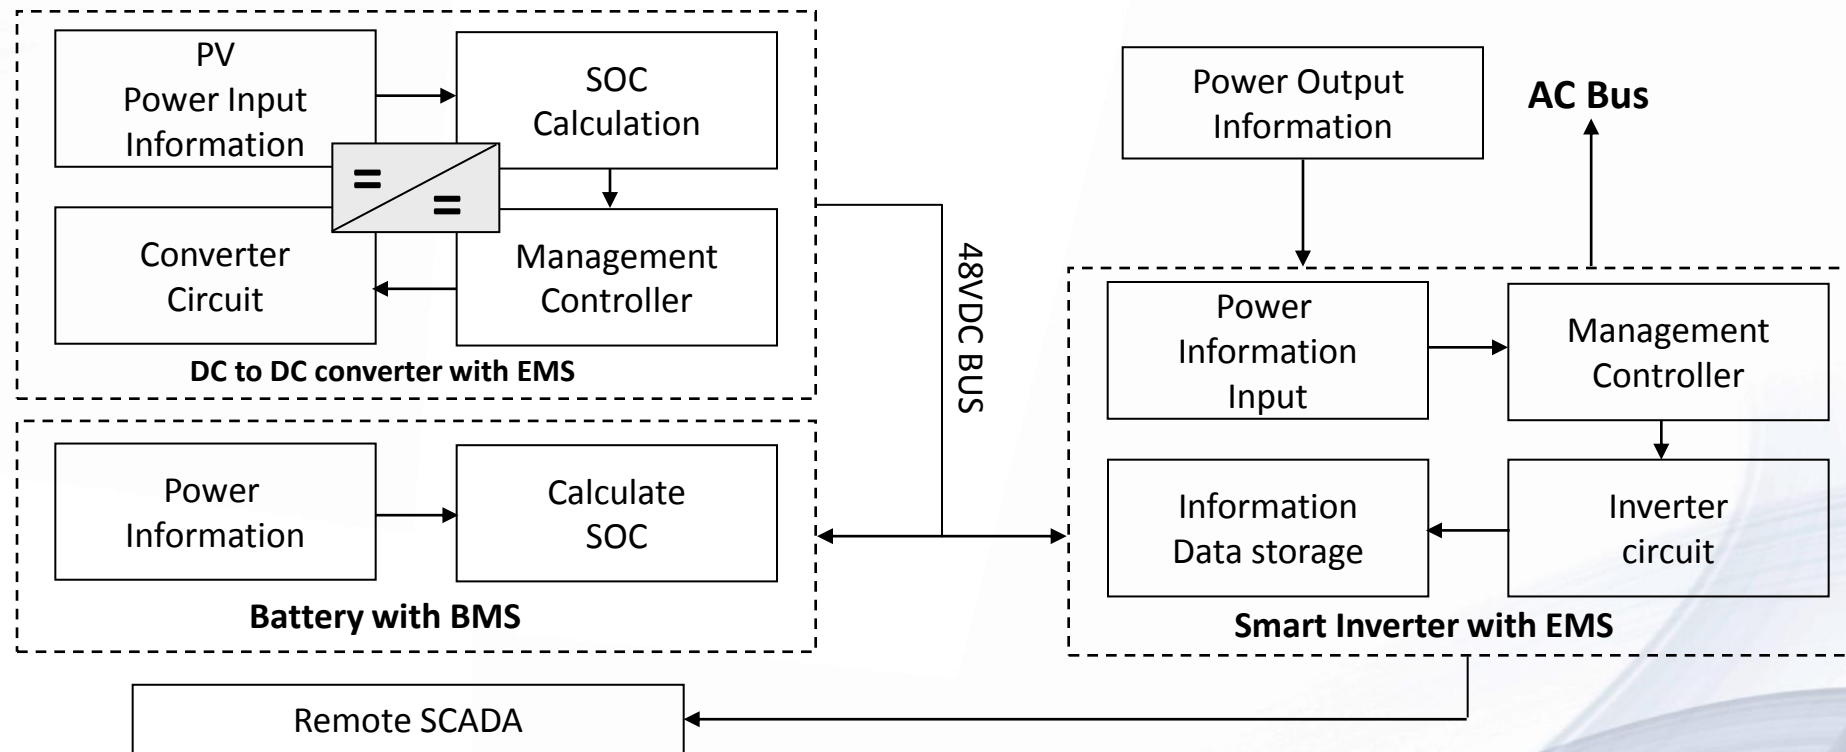 PV
Power Input
Information
SOC
Calculation
=
=
Converter
Circuit
Management
Controller
DC to DC converter with EMS
Power
Information
Calculate
SOC
Battery with BMS
Remote SCADA
48VDC BUS
Power Output
Information
AC Bus
Power
Information
Input
Management
Controller
Information
Data storage
Inverter
circuit
Smart Inverter with EMS